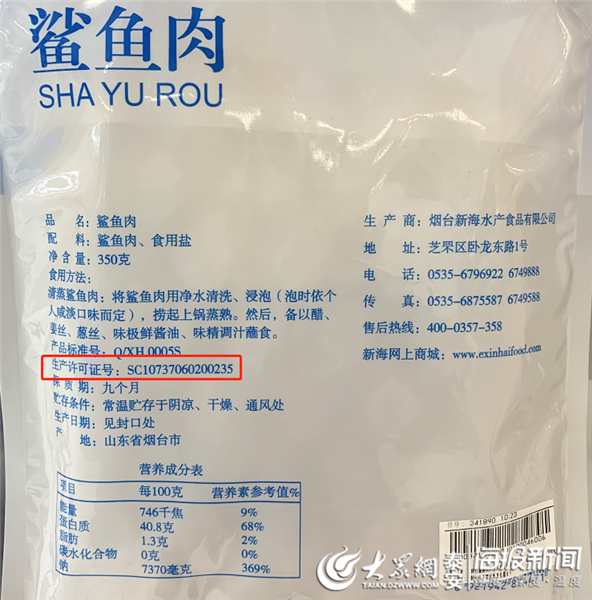 鲨鱼肉
SHA YU ROU
品 名：鲨鱼肉
配 料：鲨鱼肉、食用盐
净 含 量：350克
食用方法：
清蒸鲨鱼肉：将鲨鱼肉用净水清洗、浸泡（泡时依个
人咸淡口味而定），捞起上锅蒸熟。然后，备以醋、
姜丝、葱丝、味极鲜酱油、味精调汁蘸食。
产品标准号：Q/XH 0005S
生产许可证号：SC10737060200235
保 质 期：九个月
贮存条件：常温贮存于阴凉、干燥、通风处
生产日期：见封口处
产 地：山东省烟台市
生 产 商：烟台新海水产食品有限公司
地 址：芝罘区卧龙东路1号
电 话：0535-6796922 6749888
传 真：0535-6875587 6749588
售后热线：400-0357-358
新海网上商城：www.exinhaifood.com
营养成分表
项目 每100克 营养素参考值%
能量 746千焦 9%
蛋白质 40.8克 68%
脂肪 1.3克 2%
碳水化合物 0克 0%
钠 7370毫克 369%
341890 10:23
大众网 海报新闻
温度